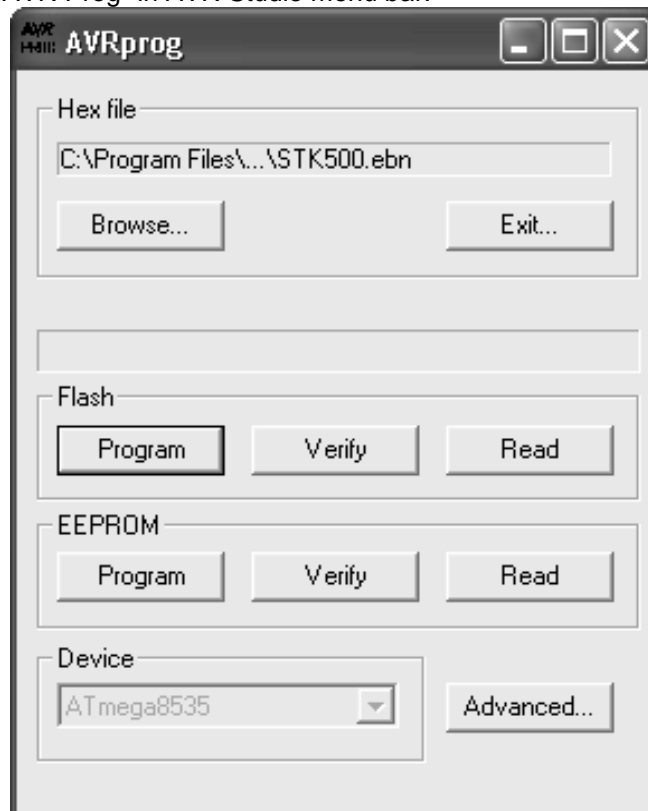 AVRprog
Hex file
C:\Program Files\...\STK500.ebn
Browse... Exit...
Flash
Program Verify Read
EEPROM
Program Verify Read
Device
ATmega8535 Advanced...